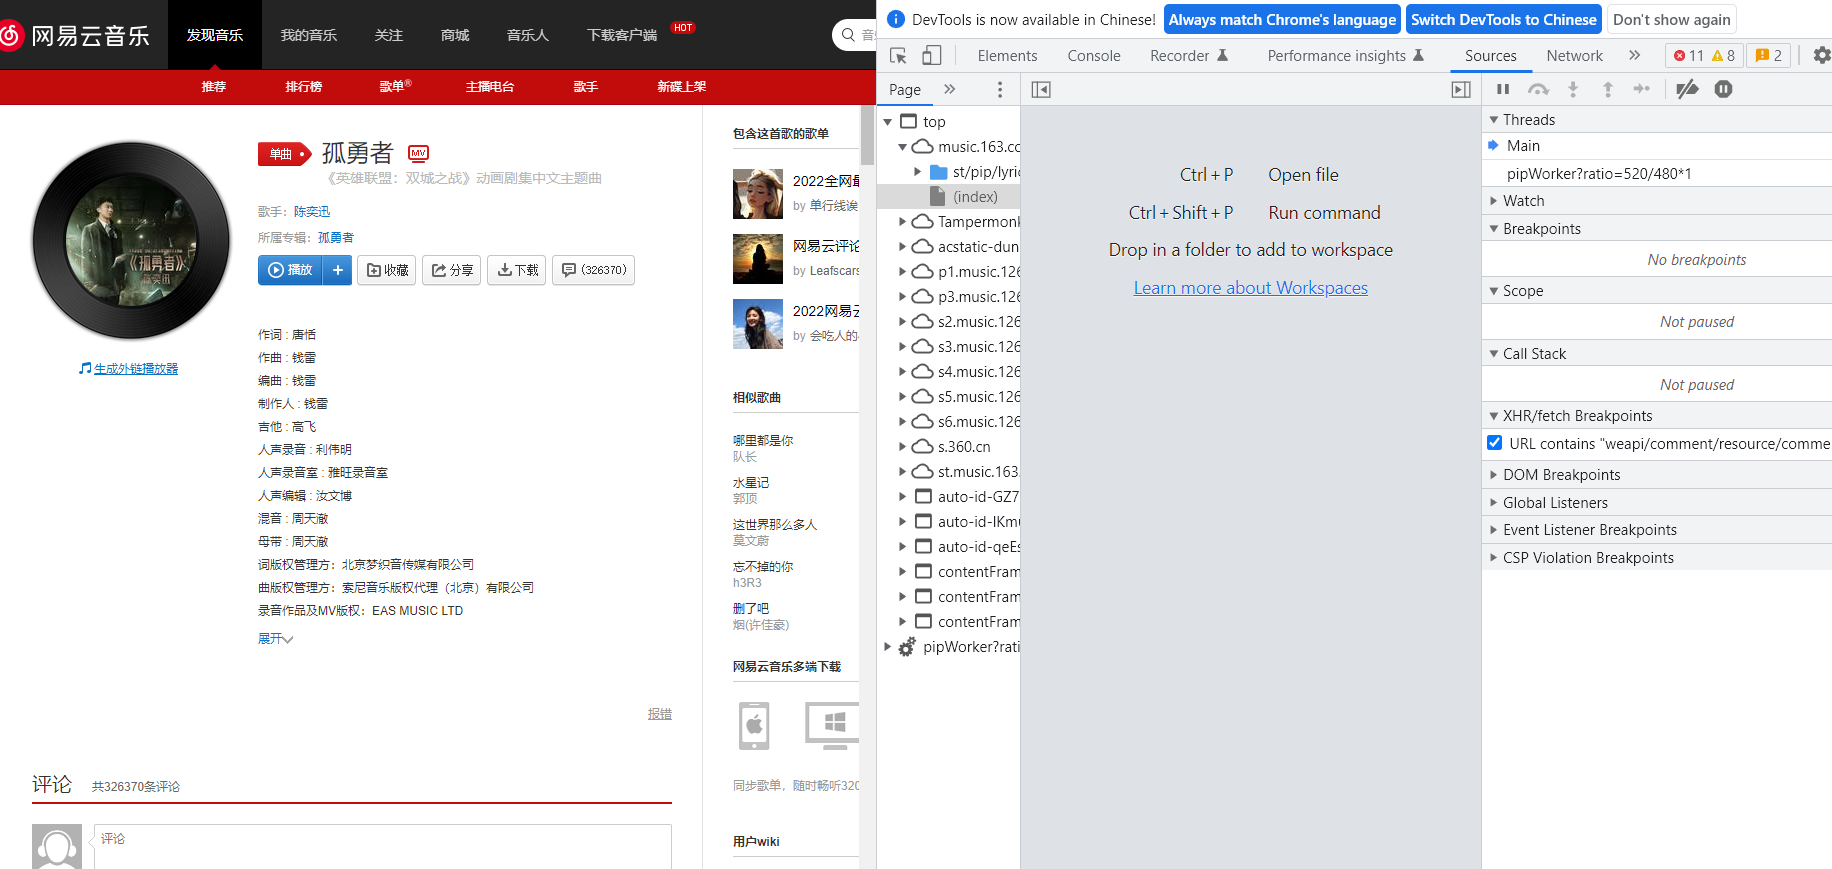 网易云音乐
发现音乐
我的音乐
关注
商城
音乐人
下载客户端
HOT
音
推荐
排行榜
歌单®
主播电台
歌手
新碟上架
单曲
孤勇者
MV
《英雄联盟：双城之战》动画剧集中文主题曲
歌手：陈奕迅
所属专辑：孤勇者
播放
+
收藏
分享
下载
(326370)
《孤勇者》
陈奕迅
生成外链播放器
作词 : 唐恬
作曲 : 钱雷
编曲 : 钱雷
制作人 : 钱雷
吉他 : 高飞
人声录音 : 利伟明
人声录音室 : 雅旺录音室
人声编辑 : 汝文博
混音 : 周天澈
母带 : 周天澈
词版权管理方：北京梦织音传媒有限公司
曲版权管理方：索尼音乐版权代理（北京）有限公司
录音作品及MV版权：EAS MUSIC LTD
展开
报错
评论
共326370条评论
评论
包含这首歌的歌单
2022全网最
by 单行线诶
网易云评论
by Leafscars
2022网易云
by 会吃人的
相似歌曲
哪里都是你
队长
水星记
郭顶
这世界那么多人
莫文蔚
忘不掉的你
h3R3
删了吧
烟(许佳豪)
网易云音乐多端下载
同步歌单，随时畅听320
用户wiki
DevTools is now available in Chinese!
Always match Chrome's language
Switch DevTools to Chinese
Don't show again
Elements
Console
Recorder
Performance insights
Sources
Network
»
11
8
2
Page
»
top
music.163.co
st/pip/lyric
(index)
Tampermonk
acstatic-dun
p1.music.126
p3.music.126
s2.music.126
s3.music.126
s4.music.126
s5.music.126
s6.music.126
s.360.cn
st.music.163
auto-id-GZ7
auto-id-IKmu
auto-id-qeEs
contentFram
contentFram
contentFram
pipWorker?rati
Ctrl + P Open file
Ctrl + Shift + P Run command
Drop in a folder to add to workspace
Learn more about Workspaces
Threads
Main
pipWorker?ratio=520/480*1
Watch
Breakpoints
No breakpoints
Scope
Not paused
Call Stack
Not paused
XHR/fetch Breakpoints
URL contains "weapi/comment/resource/comme
DOM Breakpoints
Global Listeners
Event Listener Breakpoints
CSP Violation Breakpoints